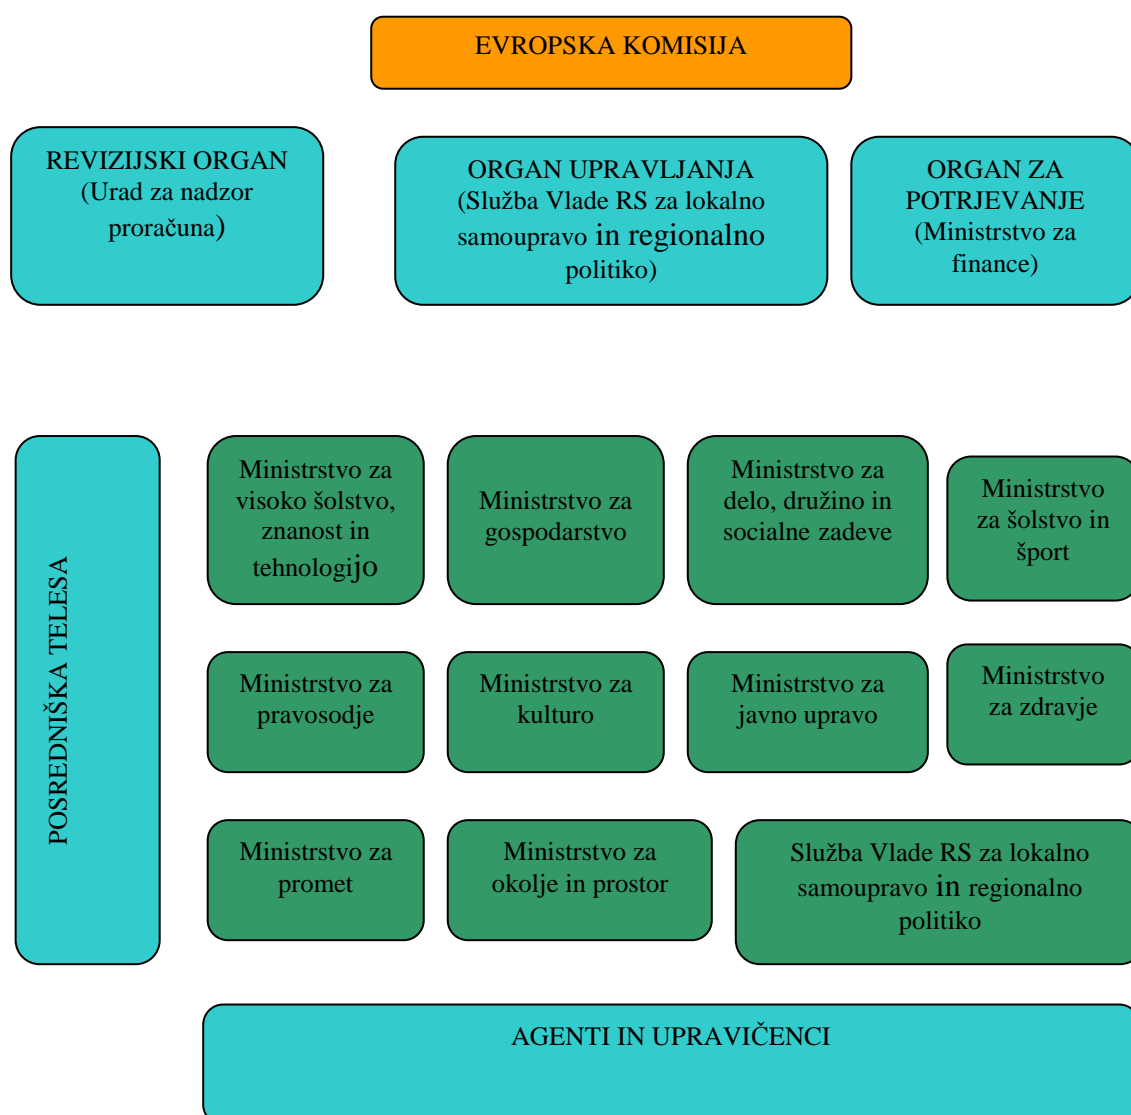 EVROPSKA KOMISIJA
REVIZIJSKI ORGAN
(Urad za nadzor
proračuna)
ORGAN UPRAVLJANJA
(Služba Vlade RS za lokalno
samoupravo in regionalno
politiko)
ORGAN ZA
POTRJEVANJE
(Ministrstvo za
finance)
POSREDNIŠKA TELESA
Ministrstvo za
visoko šolstvo,
znanost in
tehnologijo
Ministrstvo za
gospodarstvo
Ministrstvo za
delo, družino in
socialne zadeve
Ministrstvo
za šolstvo in
šport
Ministrstvo za
pravosodje
Ministrstvo za
kulturo
Ministrstvo za
javno upravo
Ministrstvo
za zdravje
Ministrstvo za
promet
Ministrstvo za
okolje in prostor
Služba Vlade RS za lokalno
samoupravo in regionalno
politiko
AGENTI IN UPRAVIČENCI